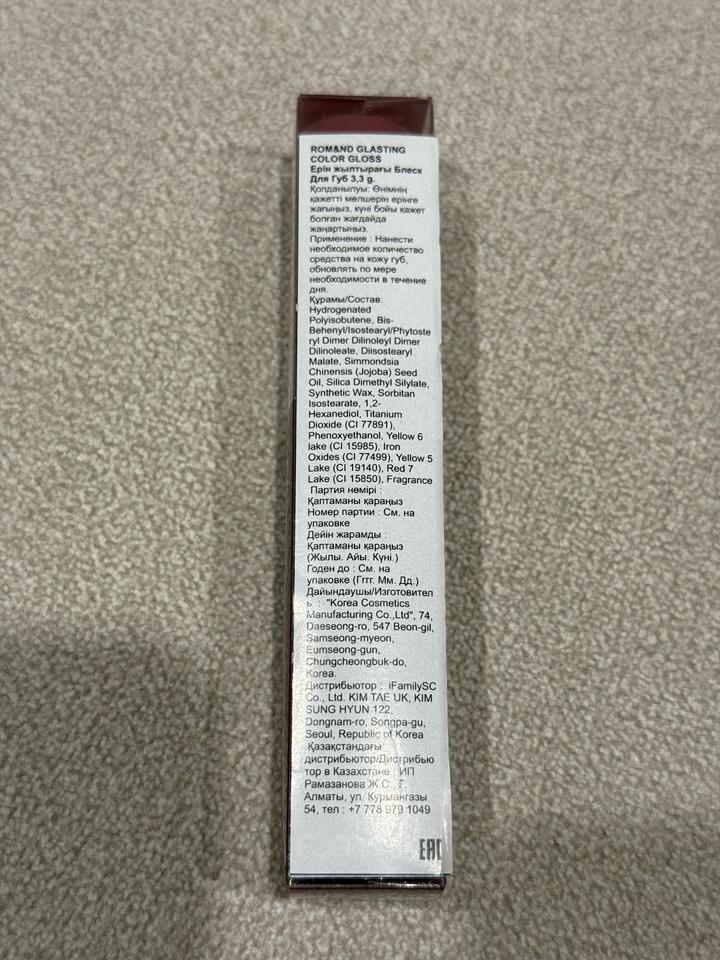 ROM&ND GLASTING
COLOR GLOSS
Ерін жылтырағы Блеск
Для Губ 3,3 g.
Қолданылуы: Өнімнің
қажетті мөлшерін ерінге
жағыңыз, күні бойы қажет
болған жағдайда
жаңартыңыз.
Применение : Нанести
необходимое количество
средства на кожу губ,
обновлять по мере
необходимости в течение
дня.
Құрамы/Состав:
Hydrogenated
Polyisobutene, Bis-
Behenyl/Isostearyl/Phytoste
ryl Dimer Dilinoleyl Dimer
Dilinoleate, Diisostearyl
Malate, Simmondsia
Chinensis (Jojoba) Seed
Oil, Silica Dimethyl Silylate,
Synthetic Wax, Sorbitan
Isostearate, 1,2-
Hexanediol, Titanium
Dioxide (CI 77891),
Phenoxyethanol, Yellow 6
lake (CI 15985), Iron
Oxides (CI 77499), Yellow 5
Lake (CI 19140), Red 7
Lake (CI 15850), Fragrance
Партия нөмірі :
Қаптаманы қараңыз
Номер партии : См. на
упаковке
Дейін жарамды :
Қаптаманы қараңыз
(Жылы. Айы. Күні.)
Годен до : См. на
упаковке (Гггг. Мм. Дд.)
Дайындаушы/Изготовител
ь : "Korea Cosmetics
Manufacturing Co.,Ltd", 74,
Daeseong-ro, 547 Beon-gil,
Samseong-myeon,
Eumseong-gun,
Chungcheongbuk-do,
Korea.
Дистрибьютор : iFamilySC
Co., Ltd. KIM TAE UK, KIM
SUNG HYUN 122,
Dongnam-ro, Songpa-gu,
Seoul, Republic of Korea
Қазақстандағы
дистрибьютор/Дистрибью
тор в Казахстане : ИП
Рамазанова Ж.С., Г.
Алматы, ул. Курмангазы
54, тел : +7 778 979 1049
EAC